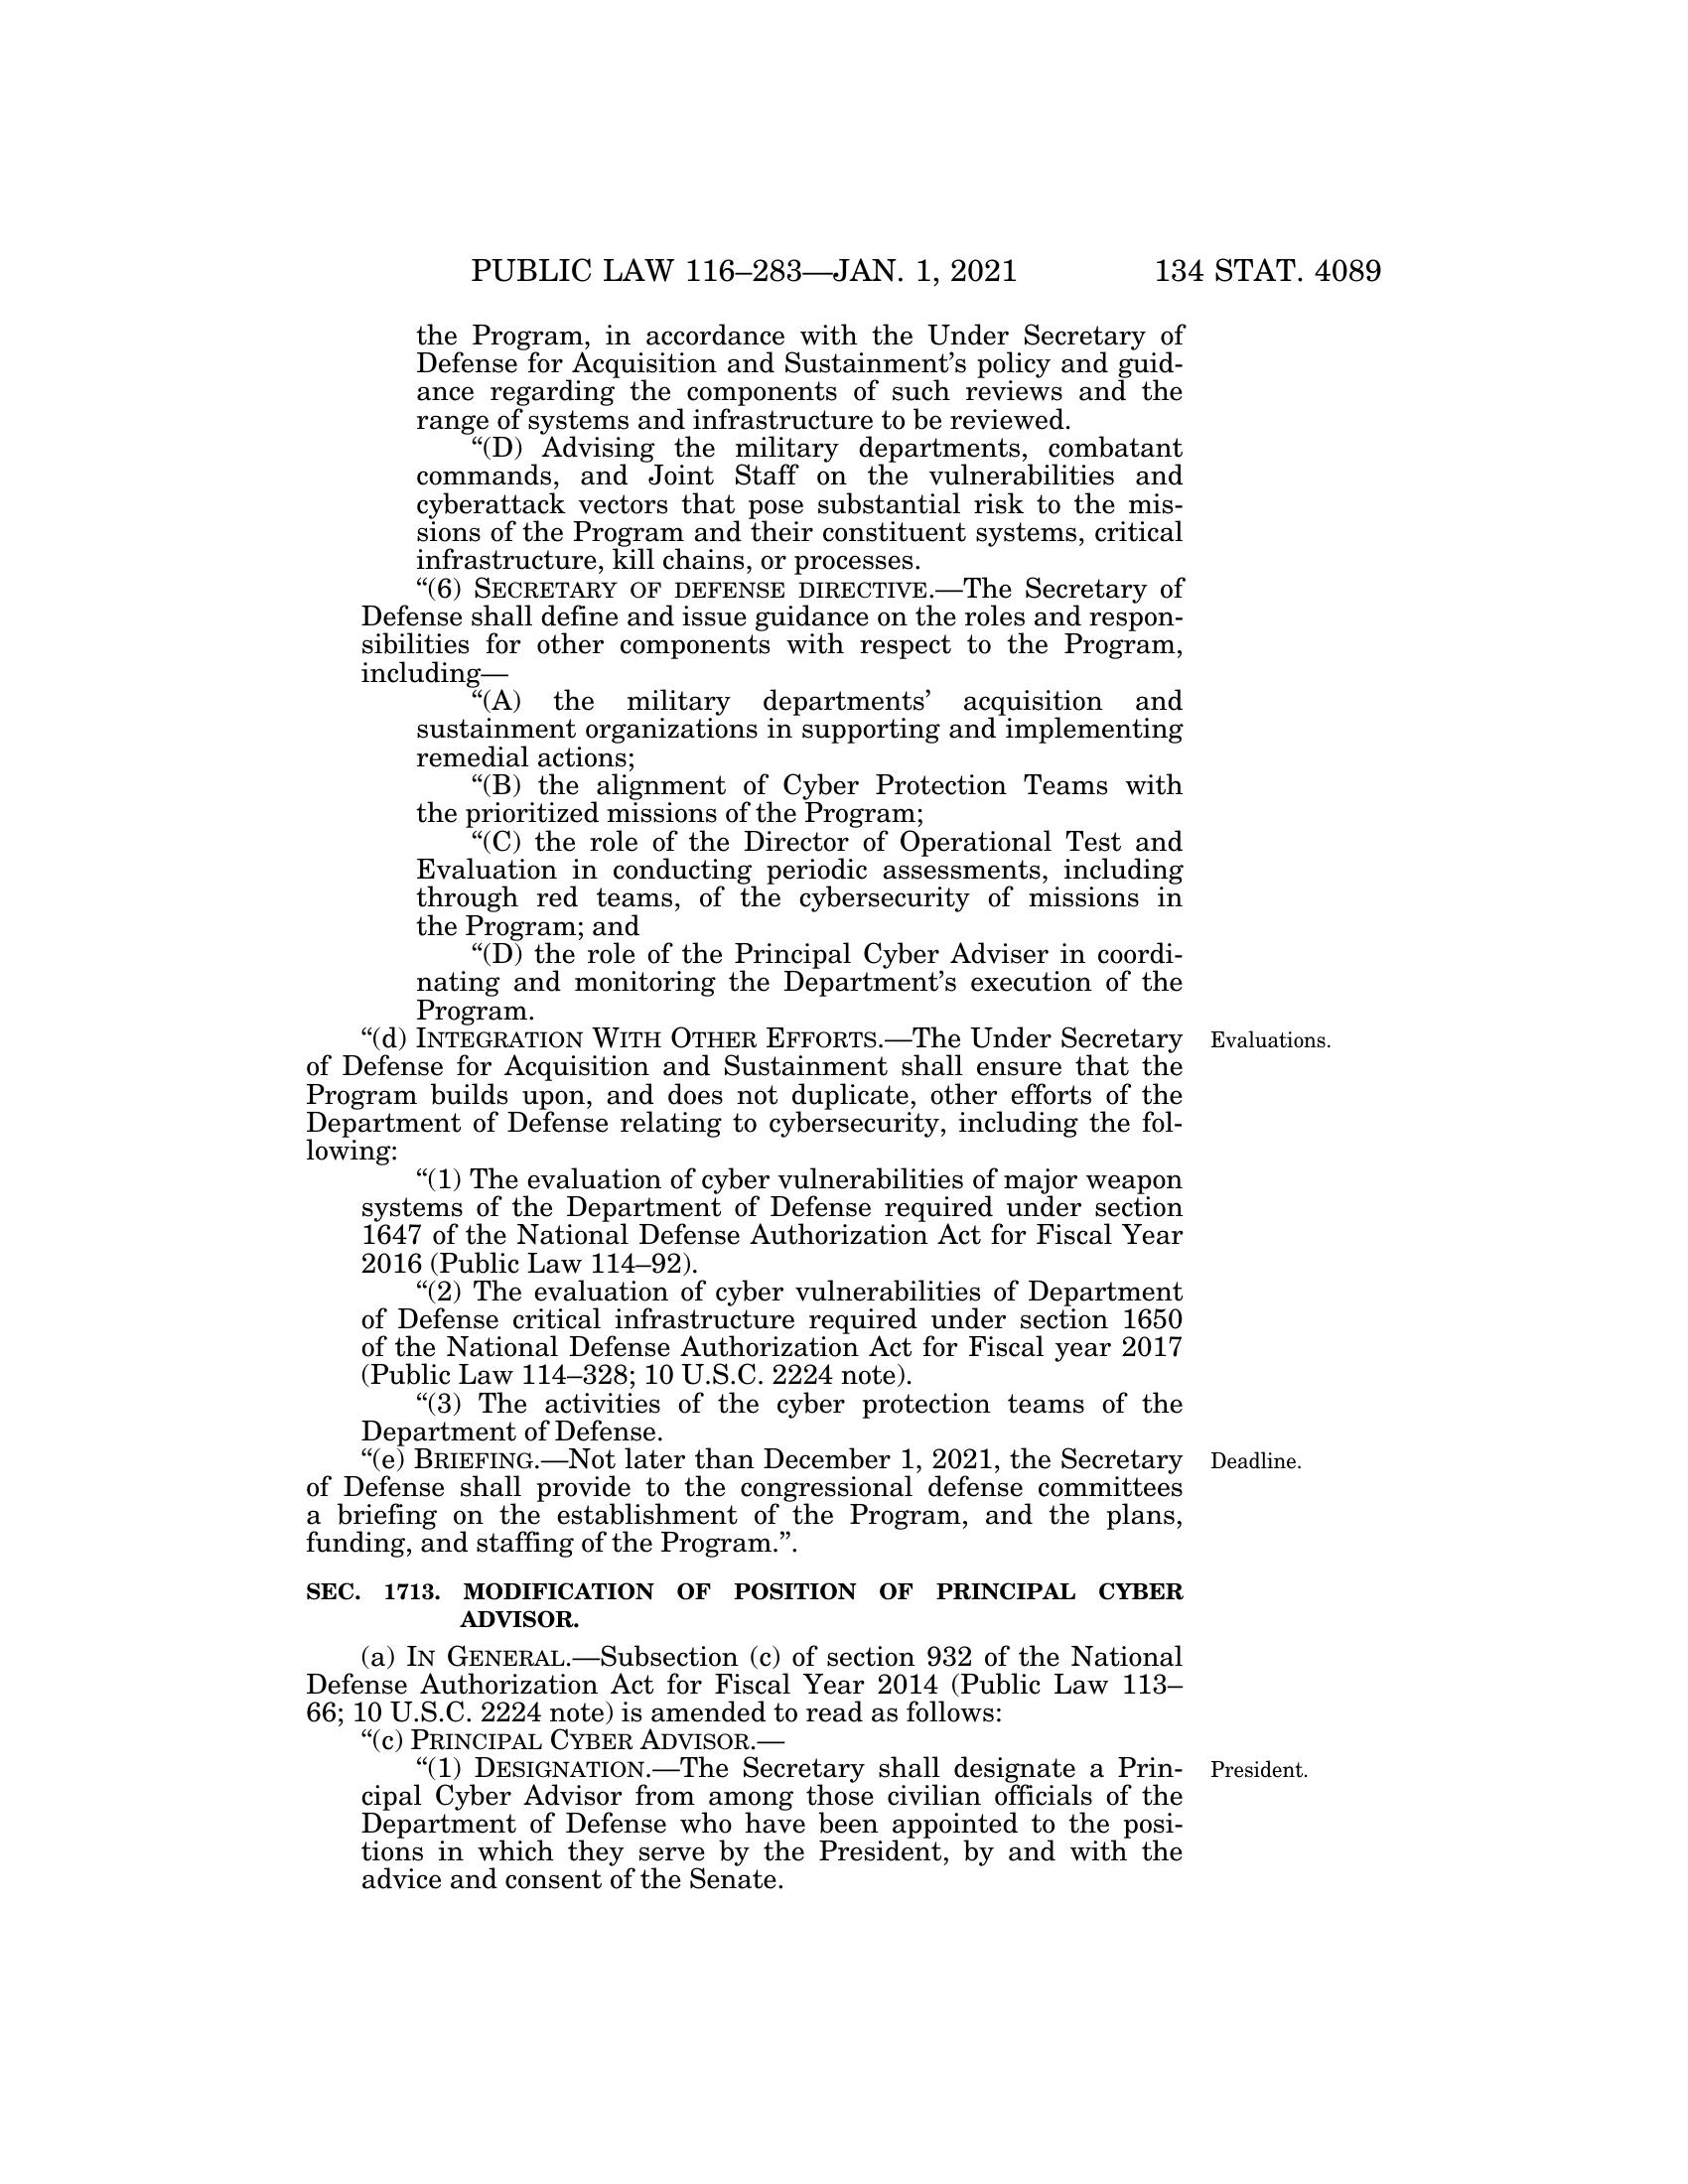 PUBLIC LAW 116–283—JAN. 1, 2021 134 STAT. 4089
the Program, in accordance with the Under Secretary of
Defense for Acquisition and Sustainment’s policy and guid-
ance regarding the components of such reviews and the
range of systems and infrastructure to be reviewed.
“(D) Advising the military departments, combatant
commands, and Joint Staff on the vulnerabilities and
cyberattack vectors that pose substantial risk to the mis-
sions of the Program and their constituent systems, critical
infrastructure, kill chains, or processes.
“(6) SECRETARY OF DEFENSE DIRECTIVE.—The Secretary of
Defense shall define and issue guidance on the roles and respon-
sibilities for other components with respect to the Program,
including—
“(A) the military departments’ acquisition and
sustainment organizations in supporting and implementing
remedial actions;
“(B) the alignment of Cyber Protection Teams with
the prioritized missions of the Program;
“(C) the role of the Director of Operational Test and
Evaluation in conducting periodic assessments, including
through red teams, of the cybersecurity of missions in
the Program; and
“(D) the role of the Principal Cyber Adviser in coordi-
nating and monitoring the Department’s execution of the
Program.
“(d) INTEGRATION WITH OTHER EFFORTS.—The Under Secretary Evaluations.
of Defense for Acquisition and Sustainment shall ensure that the
Program builds upon, and does not duplicate, other efforts of the
Department of Defense relating to cybersecurity, including the fol-
lowing:
“(1) The evaluation of cyber vulnerabilities of major weapon
systems of the Department of Defense required under section
1647 of the National Defense Authorization Act for Fiscal Year
2016 (Public Law 114–92).
“(2) The evaluation of cyber vulnerabilities of Department
of Defense critical infrastructure required under section 1650
of the National Defense Authorization Act for Fiscal year 2017
(Public Law 114–328; 10 U.S.C. 2224 note).
“(3) The activities of the cyber protection teams of the
Department of Defense.
“(e) BRIEFING.—Not later than December 1, 2021, the Secretary Deadline.
of Defense shall provide to the congressional defense committees
a briefing on the establishment of the Program, and the plans,
funding, and staffing of the Program.”.
SEC. 1713. MODIFICATION OF POSITION OF PRINCIPAL CYBER
ADVISOR.
(a) IN GENERAL.—Subsection (c) of section 932 of the National
Defense Authorization Act for Fiscal Year 2014 (Public Law 113–
66; 10 U.S.C. 2224 note) is amended to read as follows:
“(c) PRINCIPAL CYBER ADVISOR.—
“(1) DESIGNATION.—The Secretary shall designate a Prin- President.
cipal Cyber Advisor from among those civilian officials of the
Department of Defense who have been appointed to the posi-
tions in which they serve by the President, by and with the
advice and consent of the Senate.